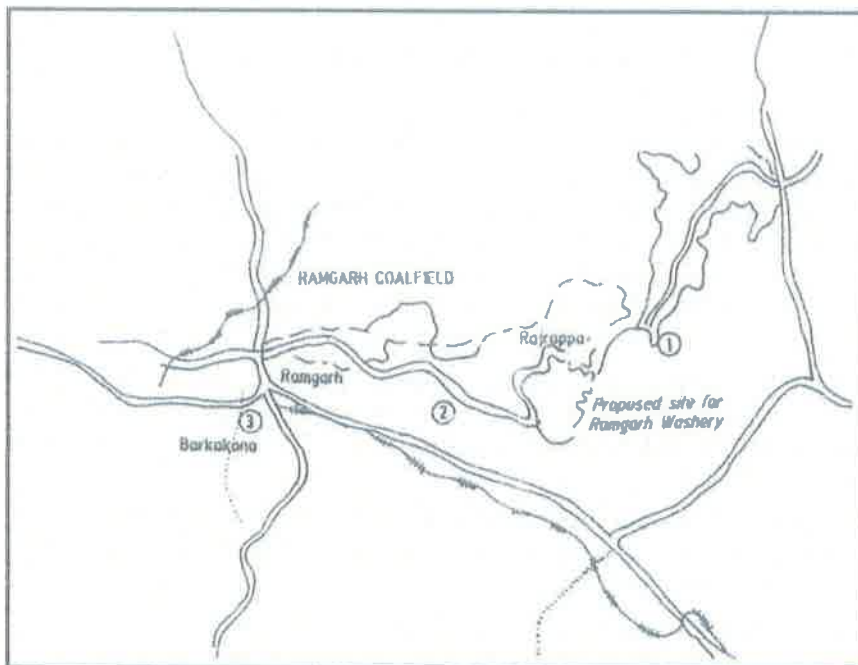 RAMGARH COALFIELD
Rajrappa
①
Ramgarh
②
Proposed site for
Ramgarh Washery
③
Barkakana